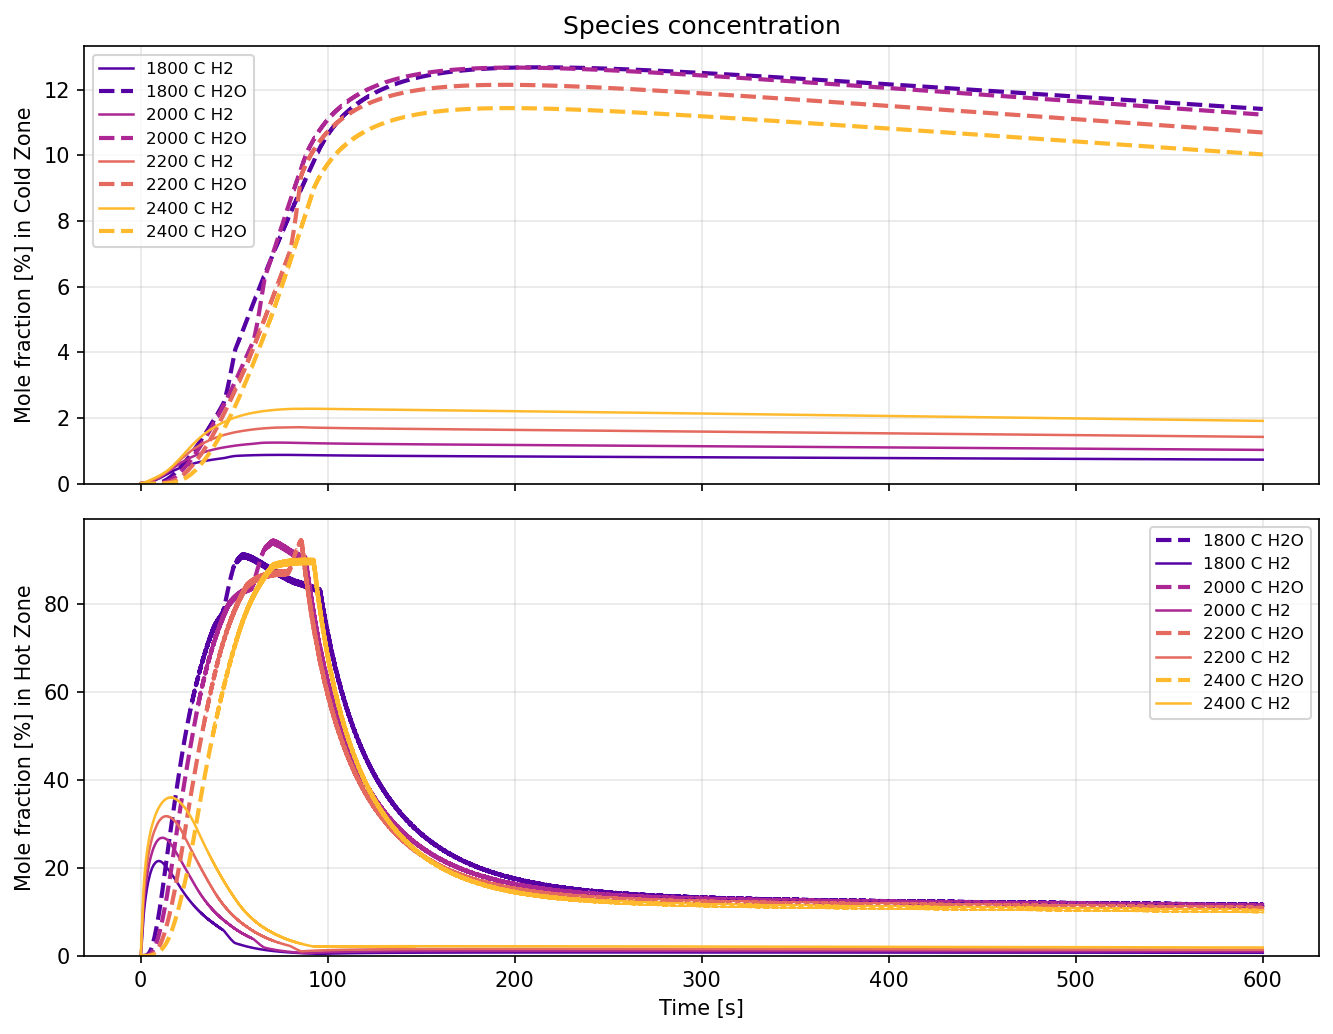 Species concentration
Mole fraction [%] in Cold Zone
12
10
8
6
4
2
0
1800 C H2
1800 C H2O
2000 C H2
2000 C H2O
2200 C H2
2200 C H2O
2400 C H2
2400 C H2O
Mole fraction [%] in Hot Zone
80
60
40
20
0
1800 C H2O
1800 C H2
2000 C H2O
2000 C H2
2200 C H2O
2200 C H2
2400 C H2O
2400 C H2
0 100 200 300 400 500 600
Time [s]